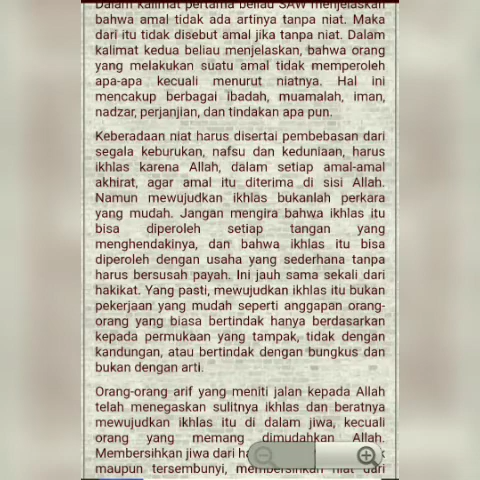 Dalam kalimat pertama beliau SAW menjelaskan
bahwa amal tidak ada artinya tanpa niat. Maka
dari itu tidak disebut amal jika tanpa niat. Dalam
kalimat kedua beliau menjelaskan, bahwa orang
yang melakukan suatu amal tidak memperoleh
apa-apa kecuali menurut niatnya. Hal ini
mencakup berbagai ibadah, muamalah, iman,
nadzar, perjanjian, dan tindakan apa pun.
Keberadaan niat harus disertai pembebasan dari
segala keburukan, nafsu dan keduniaan, harus
ikhlas karena Allah, dalam setiap amal-amal
akhirat, agar amal itu diterima di sisi Allah.
Namun mewujudkan ikhlas bukanlah perkara
yang mudah. Jangan mengira bahwa ikhlas itu
bisa diperoleh setiap tangan yang
menghendakinya, dan bahwa ikhlas itu bisa
diperoleh dengan usaha yang sederhana tanpa
harus bersusah payah. Ini jauh sama sekali dari
hakikat. Yang pasti, mewujudkan ikhlas itu bukan
pekerjaan yang mudah seperti anggapan orang-
orang yang biasa bertindak hanya berdasarkan
kepada permukaan yang tampak, tidak dengan
kandungan, atau bertindak dengan bungkus dan
bukan dengan arti.
Orang-orang arif yang meniti jalan kepada Allah
telah menegaskan sulitnya ikhlas dan beratnya
mewujudkan ikhlas itu di dalam jiwa, kecuali
orang yang memang dimudahkan Allah.
Membersihkan jiwa dari
maupun tersembunyi, membersihkan niat dari